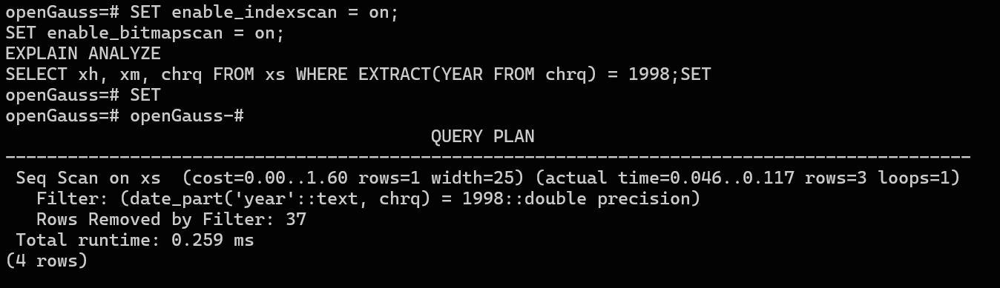 openGauss=# SET enable_indexscan = on;
SET enable_bitmapscan = on;
EXPLAIN ANALYZE
SELECT xh, xm, chrq FROM xs WHERE EXTRACT(YEAR FROM chrq) = 1998;SET
openGauss=# SET
openGauss=# openGauss-#
QUERY PLAN
---------------------------------------------------------------------------------------------
Seq Scan on xs  (cost=0.00..1.60 rows=1 width=25) (actual time=0.046..0.117 rows=3 loops=1)
Filter: (date_part('year'::text, chrq) = 1998::double precision)
Rows Removed by Filter: 37
Total runtime: 0.259 ms
(4 rows)